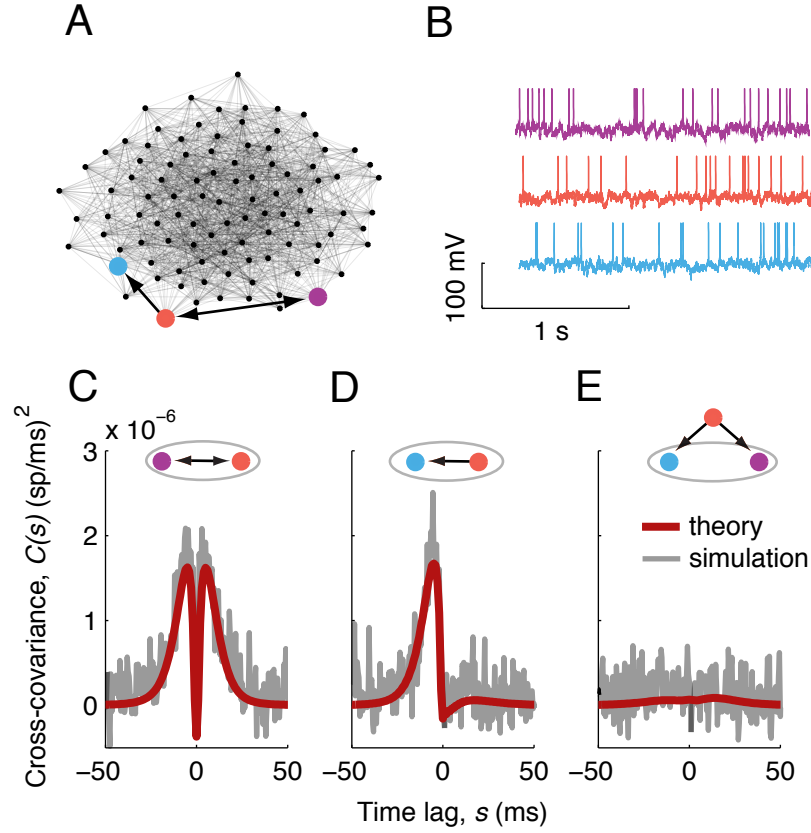 A
B
100 mV
1 s
C
D
E
Cross-covariance, C(s) (sp/ms)²
x 10⁻⁶
3
2
1
0
theory
simulation
−50
0
50
−50
0
50
−50
0
50
Time lag, s (ms)